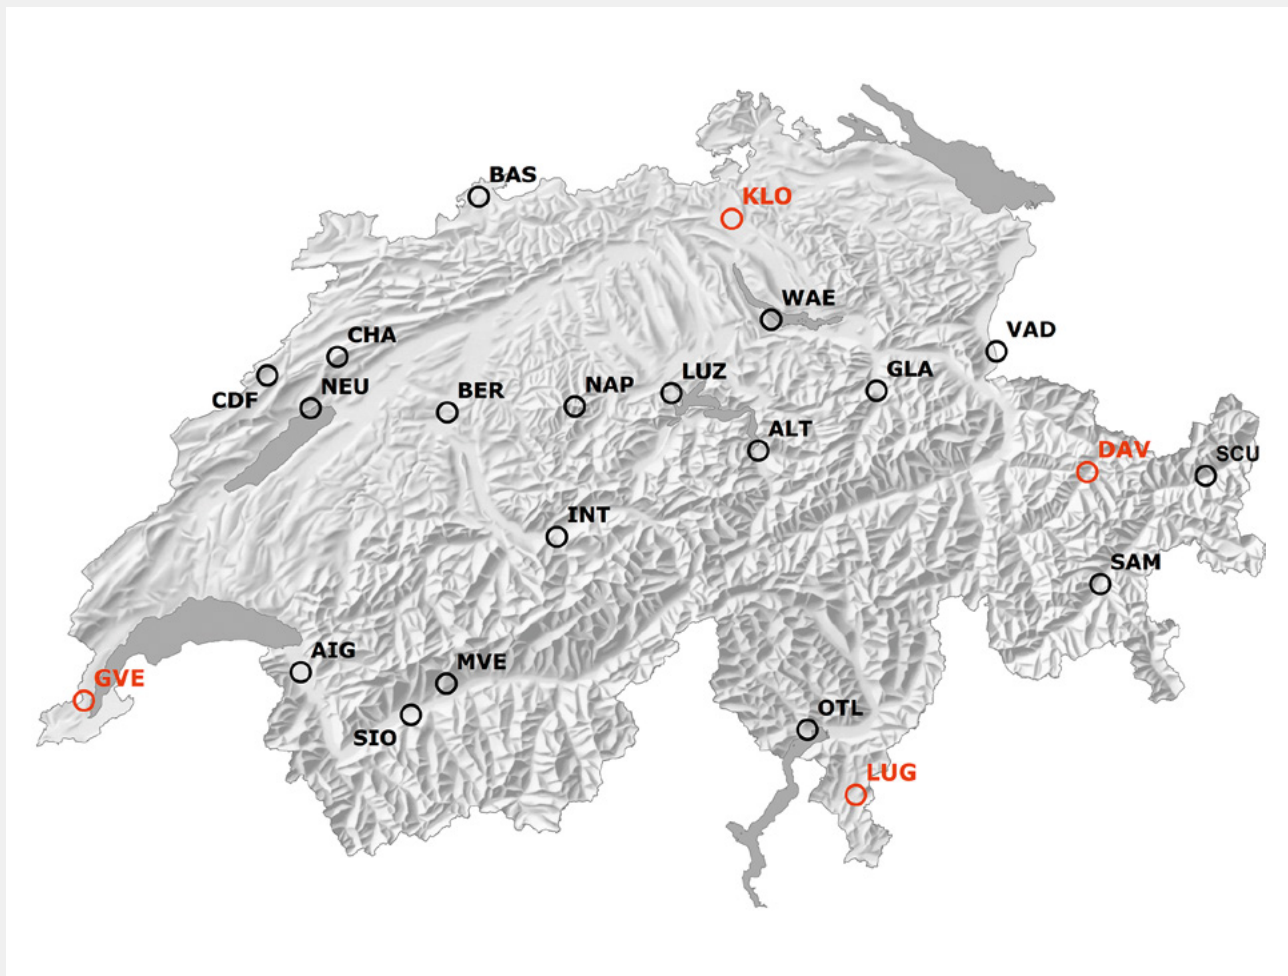 BAS
KLO
WAE
CHA
VAD
NEU
CDF
BER
NAP
LUZ
GLA
ALT
DAV
SCU
INT
SAM
AIG
MVE
GVE
SIO
OTL
LUG